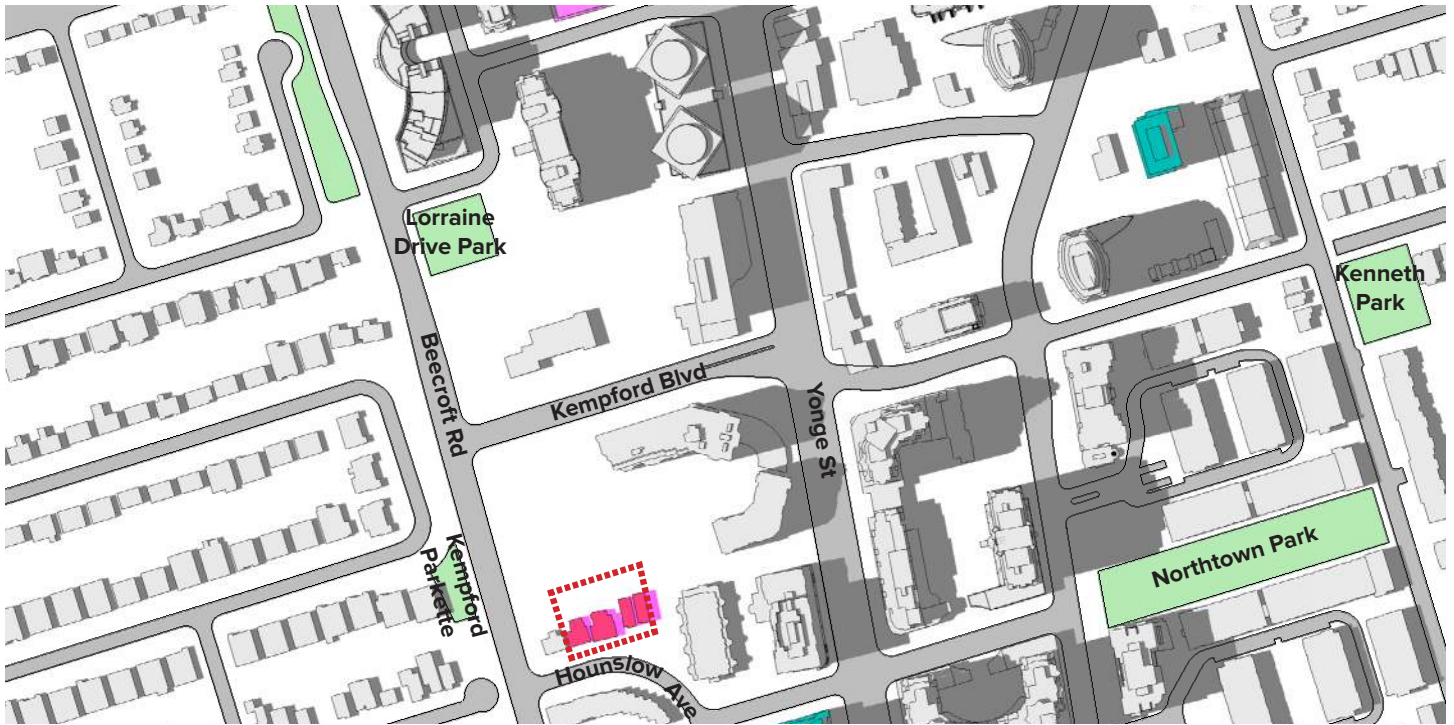 Lorraine
Drive Park
Kenneth
Park
Beecroft Rd
Kempford Blvd
Yonge St
Northtown Park
Kempford
Parkette
Hounslow Ave